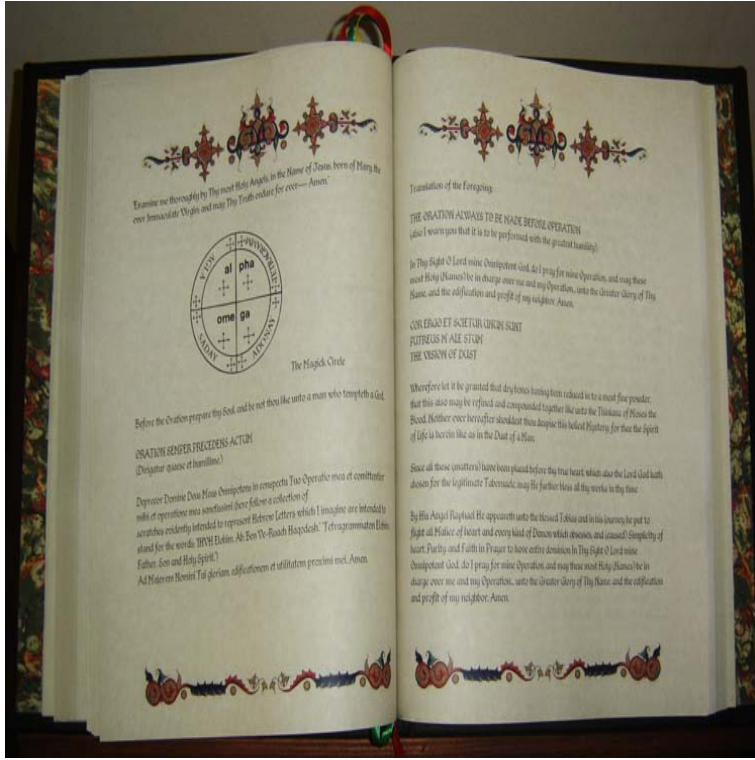 "Examine me thoroughly by Thy most Holy Angels, in the Name of Jesus, born of Mary, the
ever Immaculate Virgin; and may Thy Truth endure for ever— Amen."
AGLA
TETRAGRAMMATON
al pha
ome ga
SADAY
ADONAY
The Magick Circle
Before the Oration prepare thy Soul, and be not thou like unto a man who tempteth a God.
ORATION SEMPER PRECEDENS ACTUM
(Dirigatur quaese et humillime.)
Deprecor Domine Deus Meus Omnipotens in conspectu Tuo Operatio mea et comittentur
mihi et operatione mea sanctissimi (here follow a collection of
scratches evidently intended to represent Hebrew Letters which I imagine are intended to
stand for the words: IHVH Elohim, Ab Ben Ve-Ruach Haqodesh," "Tetragrammaton Elohim
Father, Son and Holy Spirit.")
Ad Maiorem Nomini Tui gloriam, edificationem et utilitatem proximi mei, Amen.
Translation of the Foregoing:
THE ORATION ALWAYS TO BE MADE BEFORE OPERATION
(also I warn you that it is to be performed with the greatest humility).
In Thy Sight O Lord mine Omnipotent God, do I pray for mine Operation, and may these
most Holy (Names) be in charge over me and my Operation., unto the Greater Glory of Thy
Name, and the edification and profit of my neighbor, Amen.
COR ERGO ET SCIETUR UNUM SUNT
PUTREUS M ALE STUM
THE VISION OF DUST
Wherefore let it be granted that dry bones having been reduced in to a most fine powder,
that this also may be refined and compounded together like unto the Thinkane of Moses the
Blood. Neither ever hereafter shouldest thou despise this holiest Mystery, for thee the Spirit
of Life is herein like as in the Dust of a Man.
Since all these (matters) have been placed before thy true heart, which also the Lord God hath
chosen for the legitimate Tabernacle, may He further bless all thy works in thy time
By His Angel Raphael He appeareth unto the blessed Tobias and in his journey he put to
flight all Malice of heart and every kind of Demon which obsesses, and (caused) Simplicity of
heart, Purity, and Faith in Prayer to have entire dominion In Thy Sight O Lord mine
Omnipotent God, do I pray for mine Operation, and may these most Holy (Names) be in
charge over me and my Operation., unto the Greater Glory of Thy Name, and the edification
and profit of my neighbor, Amen.